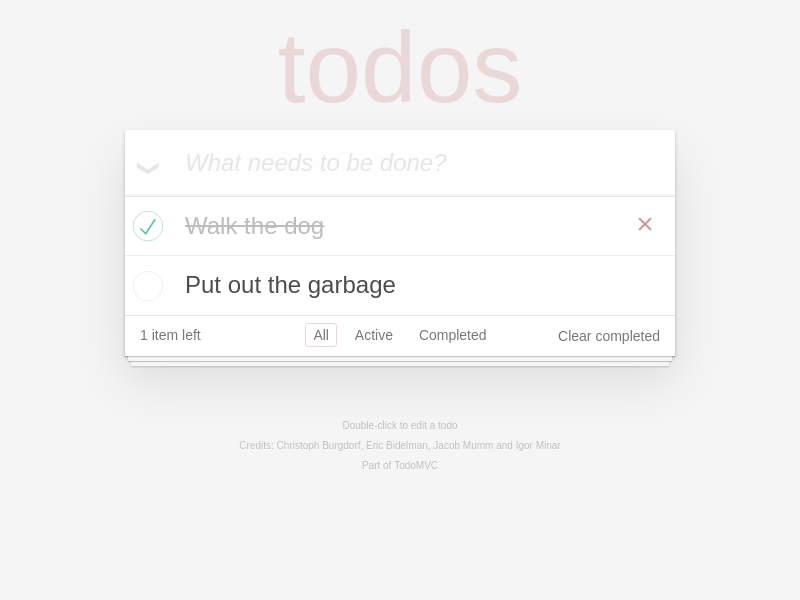 todos
What needs to be done?
Walk the dog
Put out the garbage
1 item left All Active Completed Clear completed
Double-click to edit a todo
Credits: Christoph Burgdorf, Eric Bidelman, Jacob Mumm and Igor Minar
Part of TodoMVC